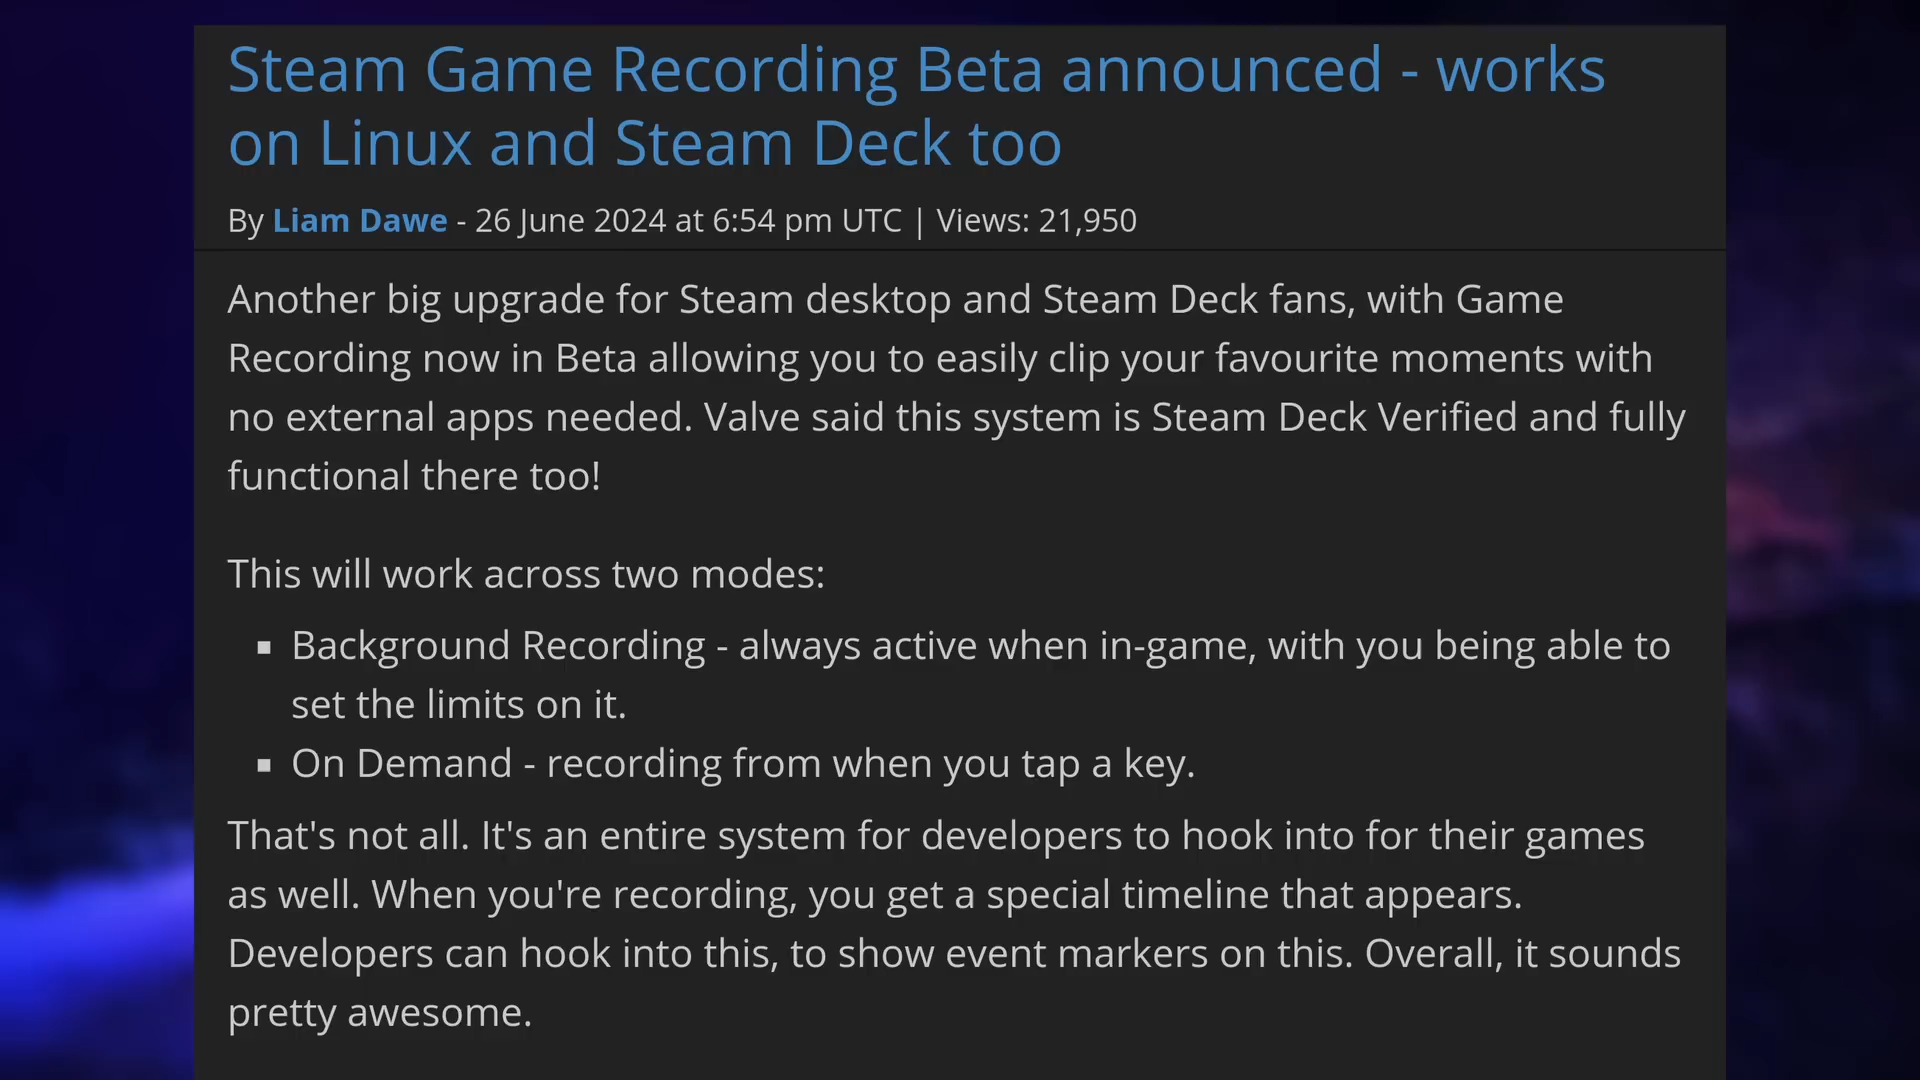 Steam Game Recording Beta announced - works
on Linux and Steam Deck too
By Liam Dawe - 26 June 2024 at 6:54 pm UTC | Views: 21,950
Another big upgrade for Steam desktop and Steam Deck fans, with Game
Recording now in Beta allowing you to easily clip your favourite moments with
no external apps needed. Valve said this system is Steam Deck Verified and fully
functional there too!
This will work across two modes:
▪ Background Recording - always active when in-game, with you being able to
set the limits on it.
▪ On Demand - recording from when you tap a key.
That's not all. It's an entire system for developers to hook into for their games
as well. When you're recording, you get a special timeline that appears.
Developers can hook into this, to show event markers on this. Overall, it sounds
pretty awesome.